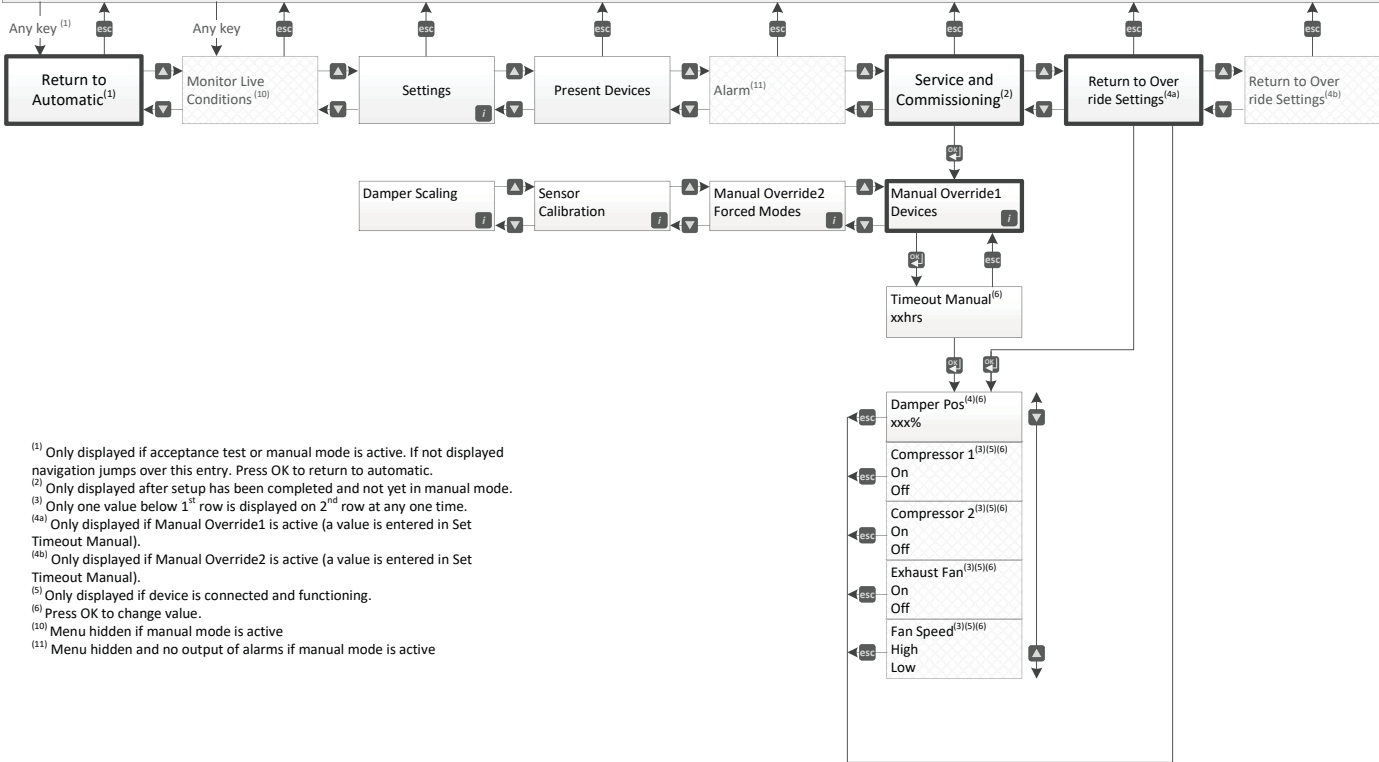 Any key (1)
esc
Any key
esc
esc
esc
esc
esc
esc
esc
Return to
Automatic(1)
Monitor Live
Conditions (10)
Settings
i
Present Devices
Alarm(11)
Service and
Commissioning(2)
Return to Over
ride Settings(4a)
Return to Over
ride Settings(4b)
OK
Damper Scaling
i
Sensor
Calibration
i
Manual Override2
Forced Modes
i
Manual Override1
Devices
i
OK
esc
Timeout Manual(6)
xxhrs
OK
OK
Damper Pos(4)(6)
xxx%
esc
Compressor 1(3)(5)(6)
On
Off
esc
Compressor 2(3)(5)(6)
On
Off
esc
Exhaust Fan(3)(5)(6)
On
Off
esc
Fan Speed(3)(5)(6)
High
Low
esc
(1) Only displayed if acceptance test or manual mode is active. If not displayed
navigation jumps over this entry. Press OK to return to automatic.
(2) Only displayed after setup has been completed and not yet in manual mode.
(3) Only one value below 1st row is displayed on 2nd row at any one time.
(4a) Only displayed if Manual Override1 is active (a value is entered in Set
Timeout Manual).
(4b) Only displayed if Manual Override2 is active (a value is entered in Set
Timeout Manual).
(5) Only displayed if device is connected and functioning.
(6) Press OK to change value.
(10) Menu hidden if manual mode is active
(11) Menu hidden and no output of alarms if manual mode is active